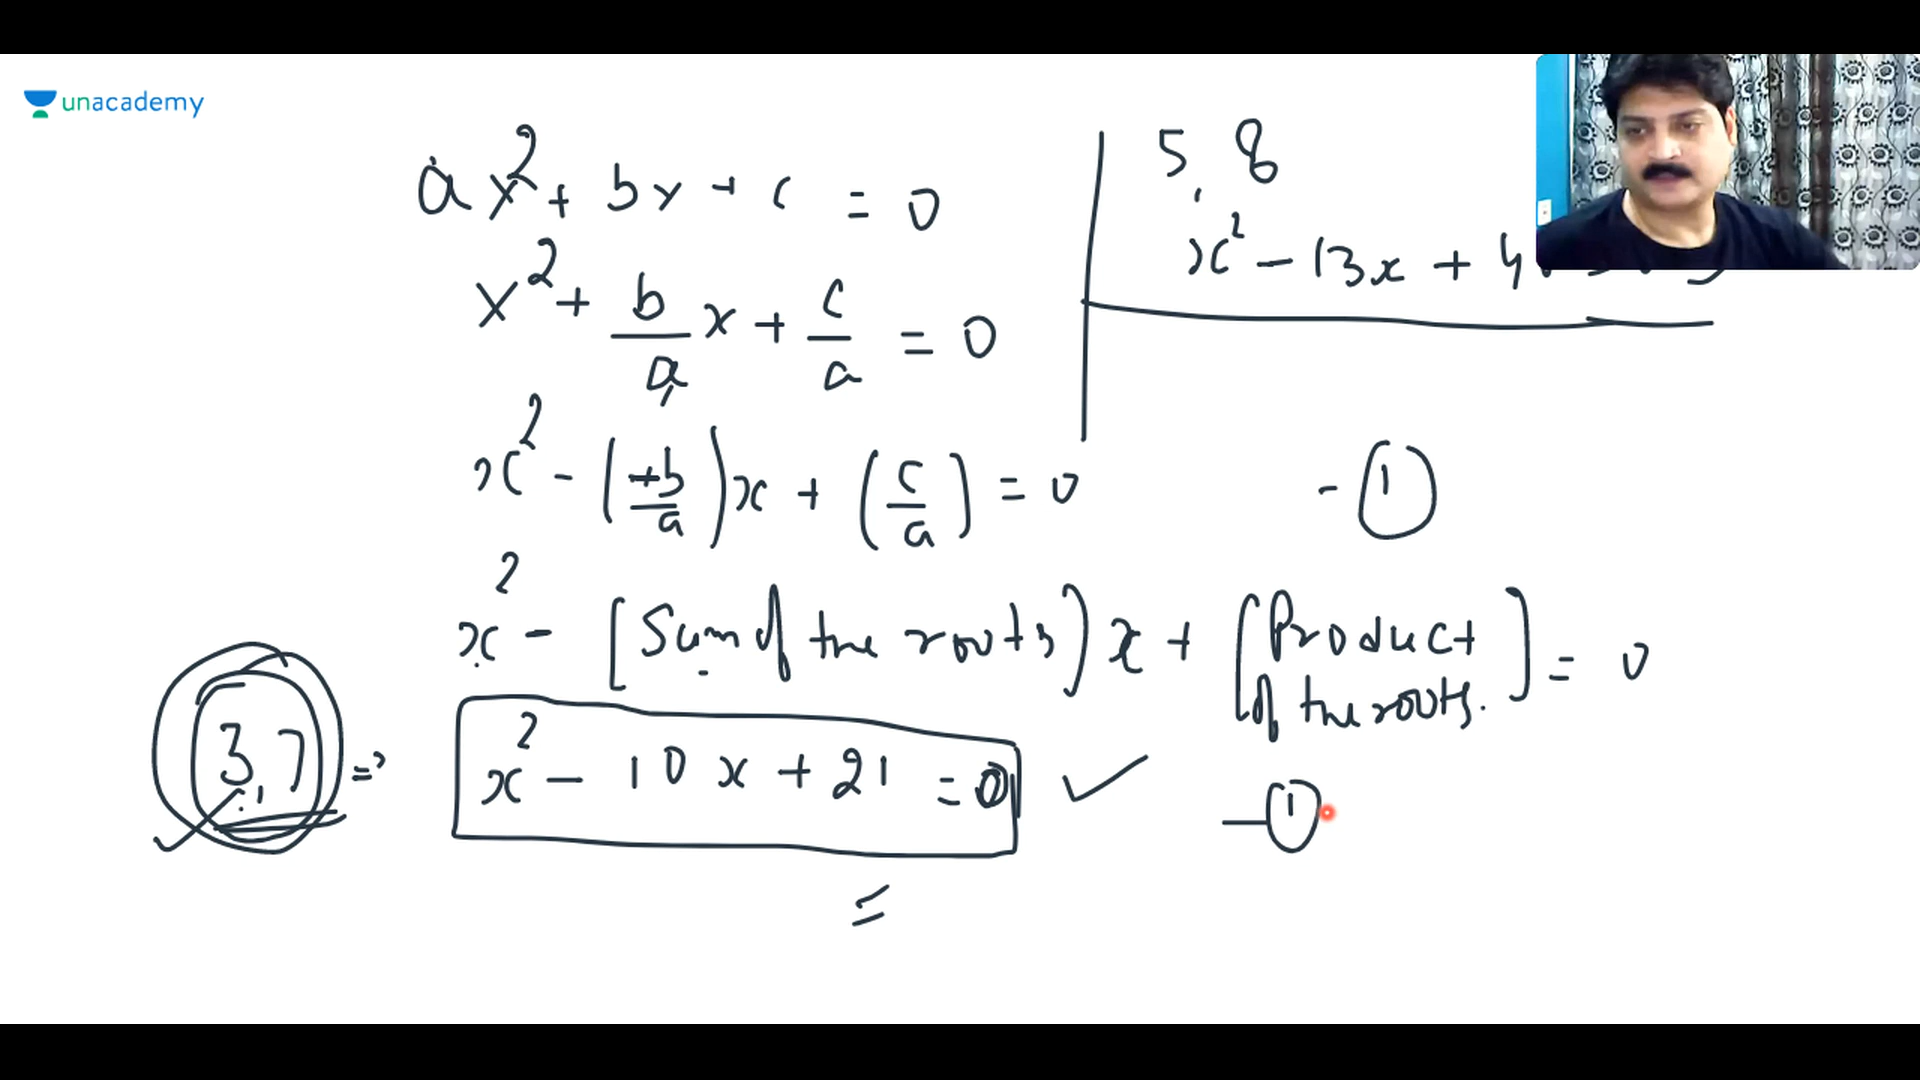 unacademy
ax² + bx + c = 0
x² + b/a x + c/a = 0
x² - (-b/a)x + (c/a) = 0
- ①
x² - [Sum of the roots)x + [Product of the roots.] = 0
3,7 =>
x² - 10x + 21 = 0 ✓
- ①
=
5, 8
x² - 13x + 4